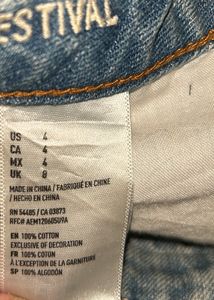 ESTIVAL
US 4
CA 4
MX 4
UK 8
MADE IN CHINA / FABRIQUÉ EN CHINE
/ HECHO EN CHINA
RN 54485 / CA 03873
RFC# AEM12060509A
EN 100% COTTON
EXCLUSIVE OF DECORATION
FR 100% COTON
À L'EXCEPTION DE LA GARNITURE
SP 100% ALGODÓN